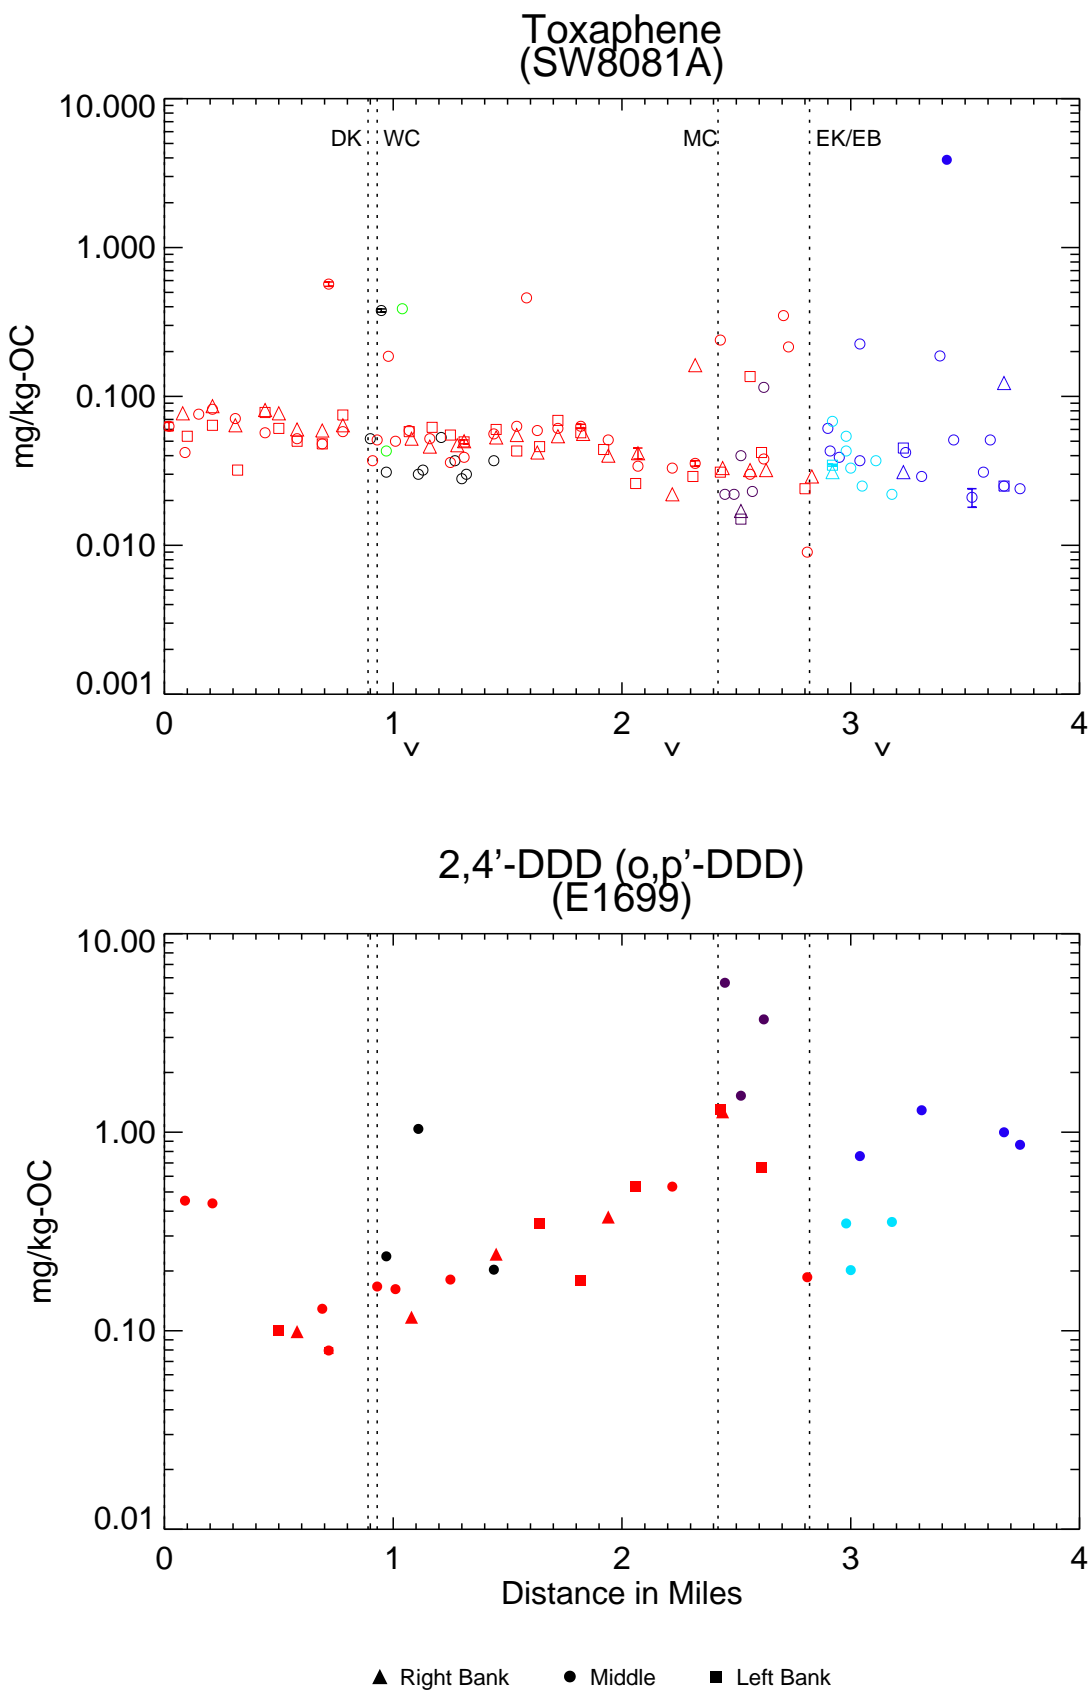 Toxaphene
(SW8081A)
10.000
1.000
0.100
0.010
0.001
mg/kg-OC
DK
WC
MC
EK/EB
0 1 2 3 4
v v v
2,4'-DDD (o,p'-DDD)
(E1699)
10.00
1.00
0.10
0.01
mg/kg-OC
0 1 2 3 4
Distance in Miles
Right Bank Middle Left Bank